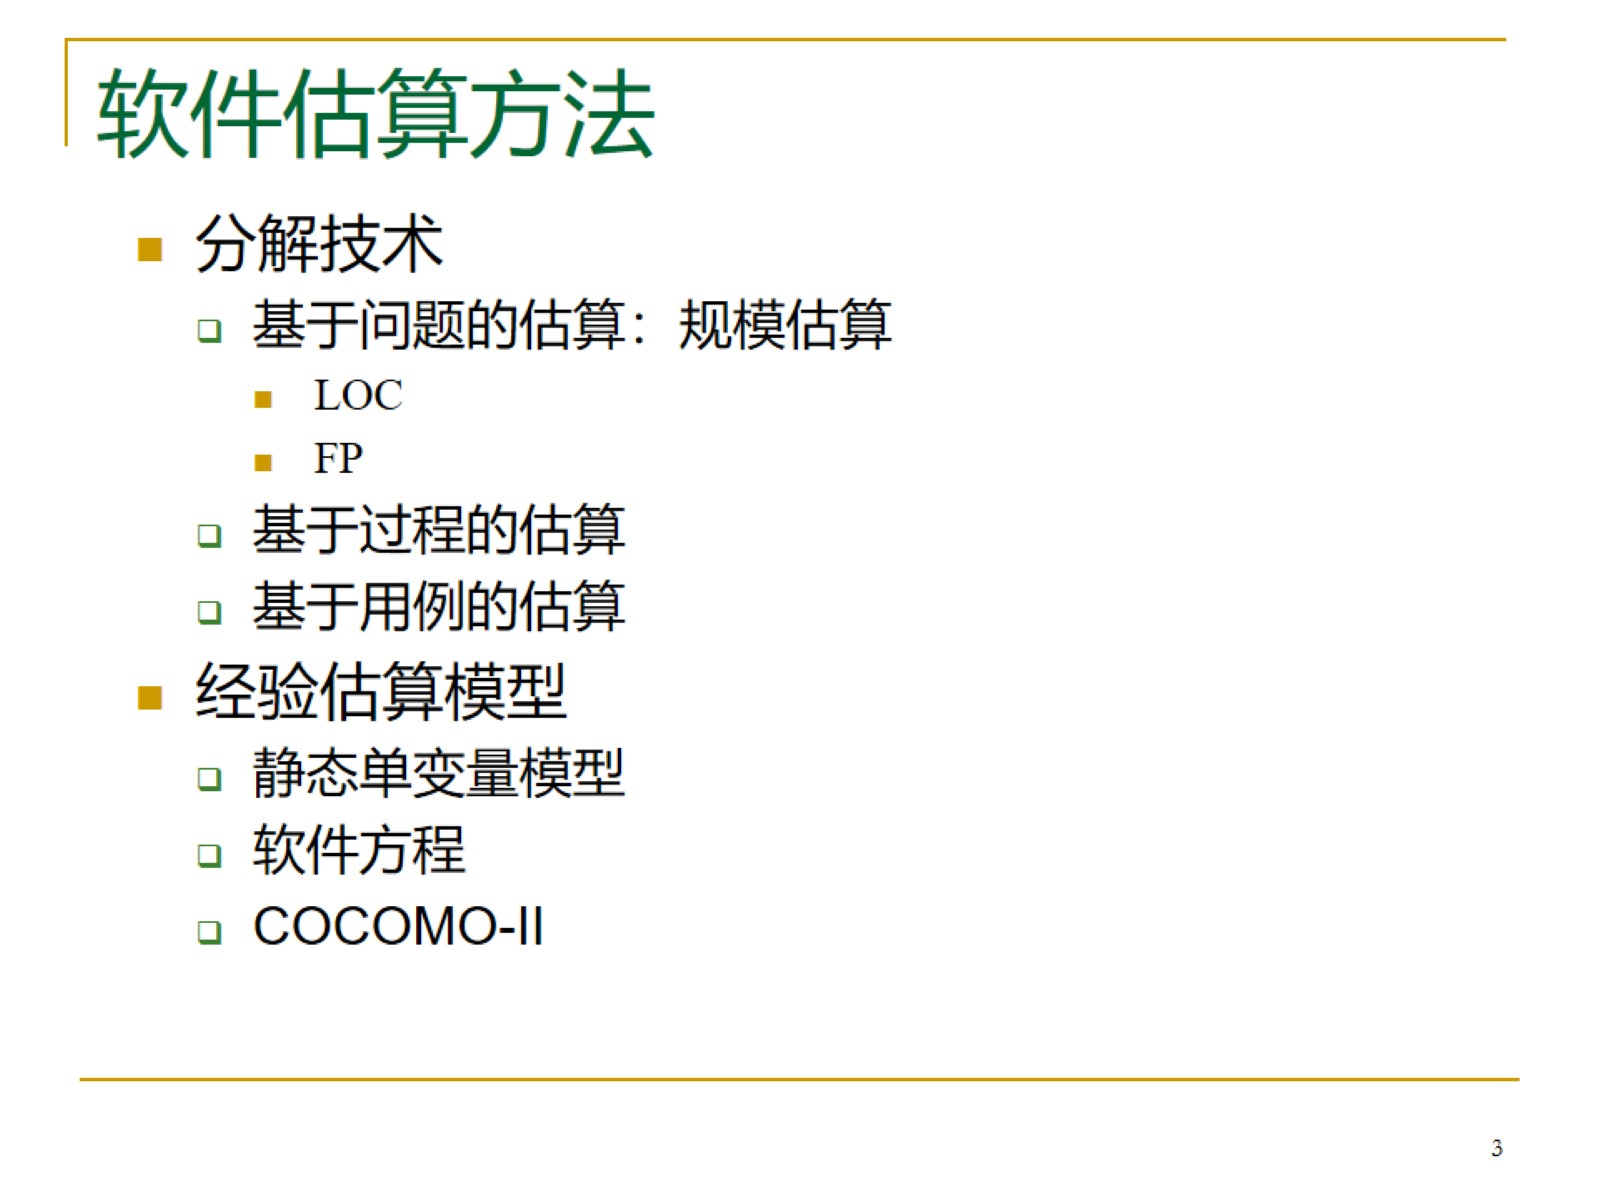 软件估算方法
分解技术
基于问题的估算：规模估算
LOC
FP
基于过程的估算
基于用例的估算
经验估算模型
静态单变量模型
软件方程
COCOMO-II
3